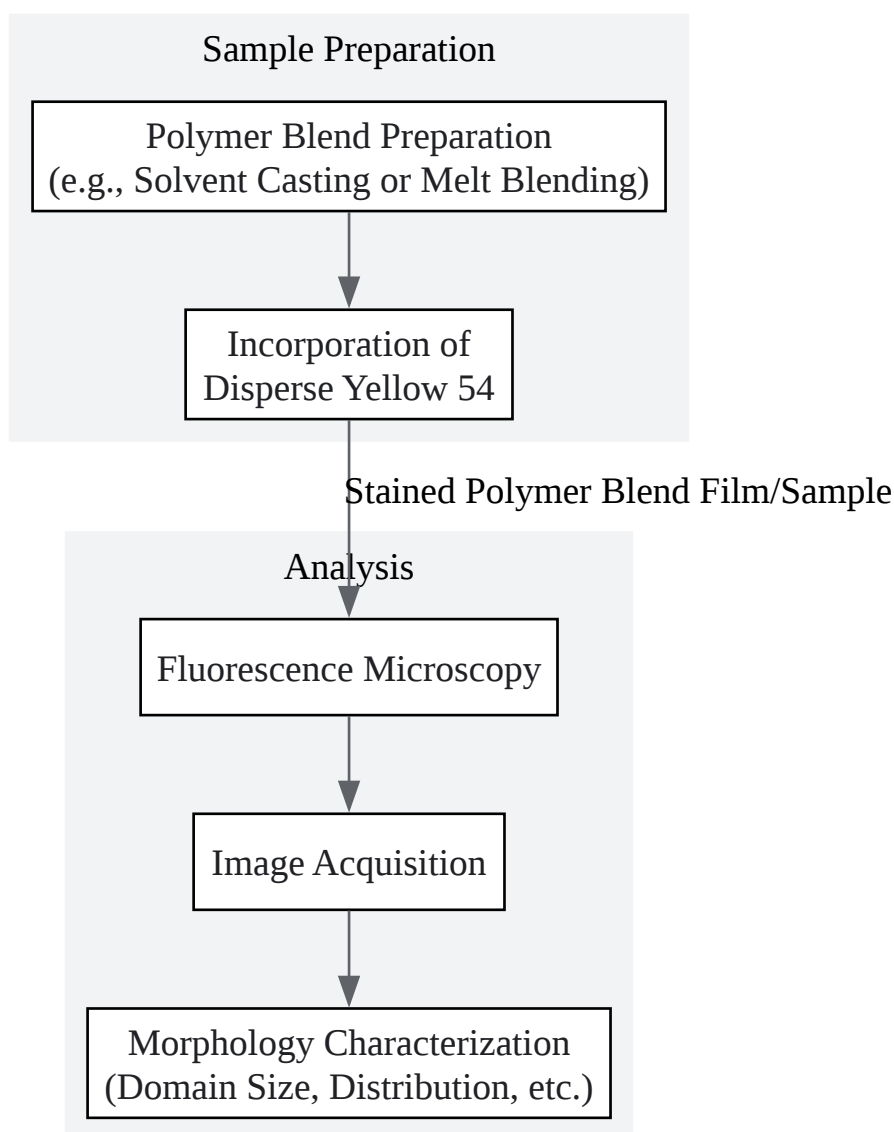 Sample Preparation
Polymer Blend Preparation
(e.g., Solvent Casting or Melt Blending)
Incorporation of
Disperse Yellow 54
Stained Polymer Blend Film/Sample
Analysis
Fluorescence Microscopy
Image Acquisition
Morphology Characterization
(Domain Size, Distribution, etc.)